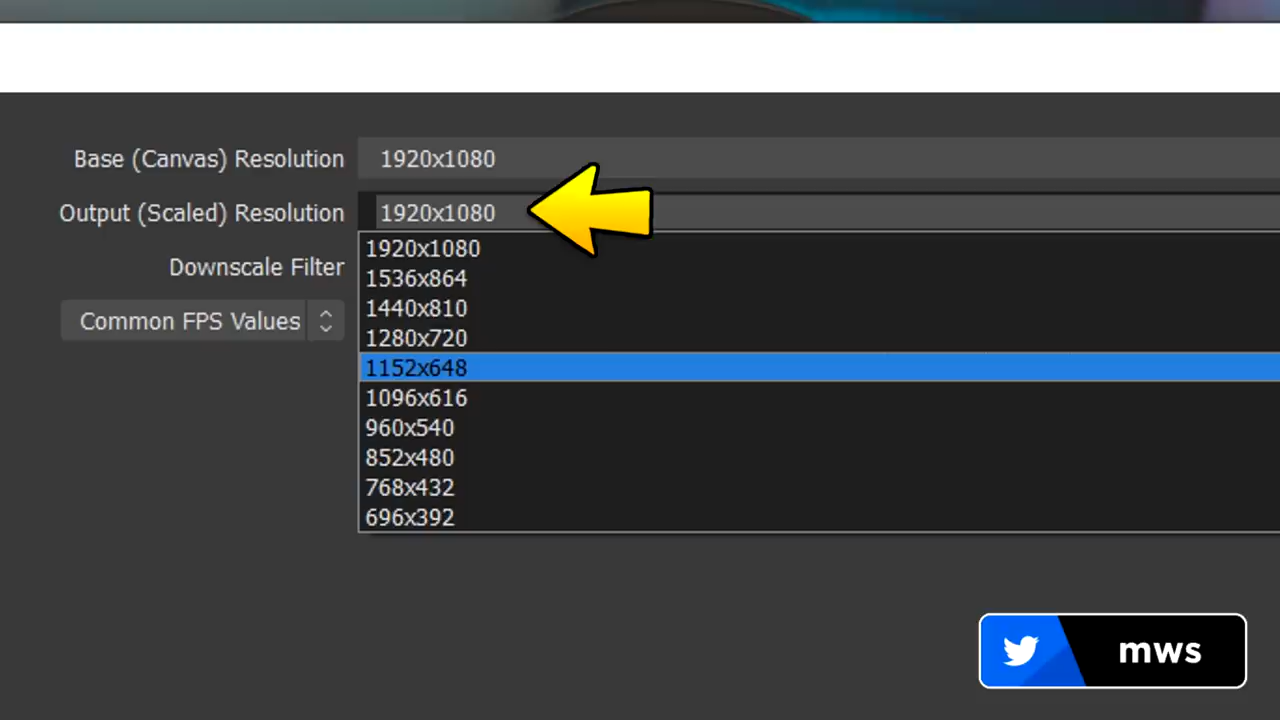 Base (Canvas) Resolution 1920x1080
Output (Scaled) Resolution 1920x1080
Downscale Filter
Common FPS Values
1920x1080
1536x864
1440x810
1280x720
1152x648
1096x616
960x540
852x480
768x432
696x392
mws